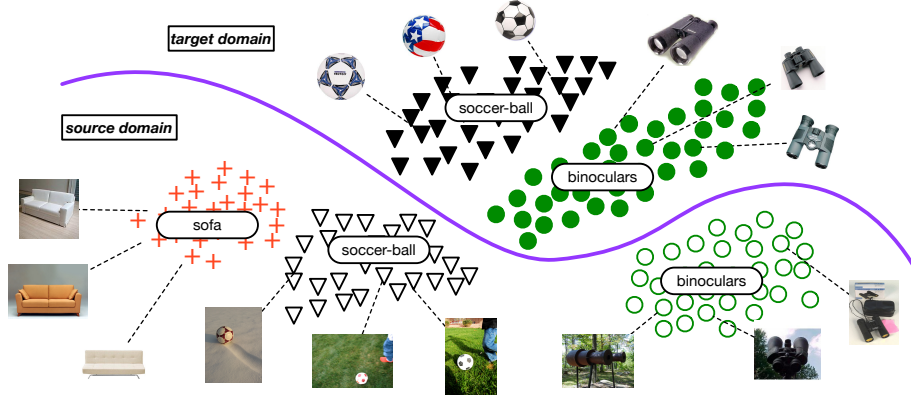 target domain
soccer-ball
source domain
binoculars
sofa
soccer-ball
binoculars